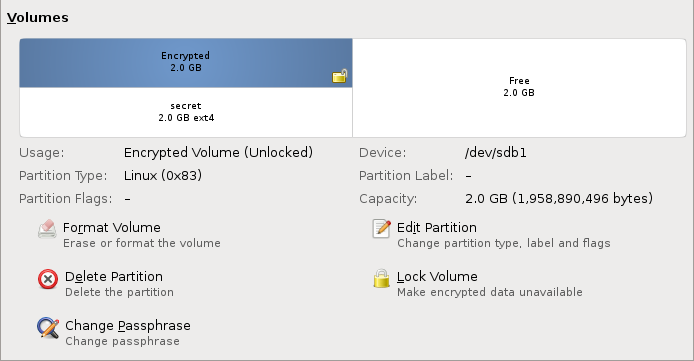 Volumes
Encrypted
2.0 GB
secret
2.0 GB ext4
Free
2.0 GB
Usage: Encrypted Volume (Unlocked)
Device: /dev/sdb1
Partition Type: Linux (0x83)
Partition Label: –
Partition Flags: –
Capacity: 2.0 GB (1,958,890,496 bytes)
Format Volume
Erase or format the volume
Edit Partition
Change partition type, label and flags
Delete Partition
Delete the partition
Lock Volume
Make encrypted data unavailable
Change Passphrase
Change passphrase